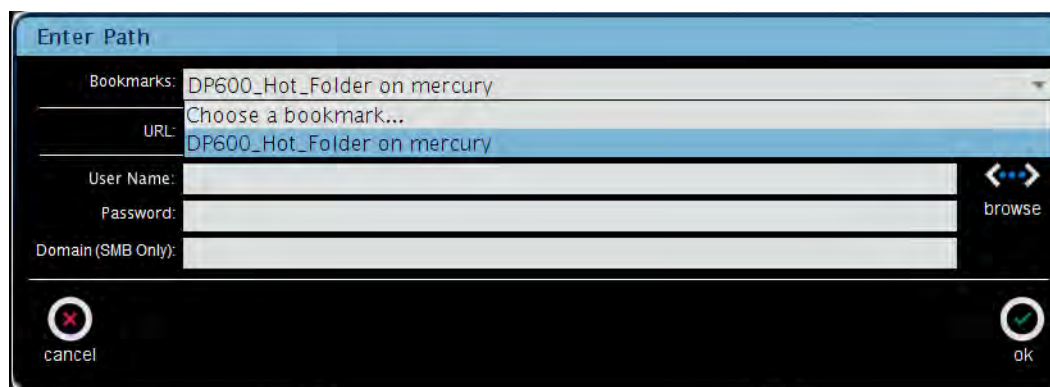 Enter Path
Bookmarks: DP600_Hot_Folder on mercury
Choose a bookmark...
URL:
DP600_Hot_Folder on mercury
User Name:
Password:
browse
Domain (SMB Only):
cancel
ok